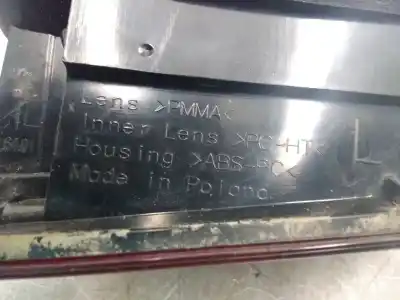 Lens >PMMA<
Inner Lens >PC-HT<
Housing >ABS-PC<
Made in Poland
L